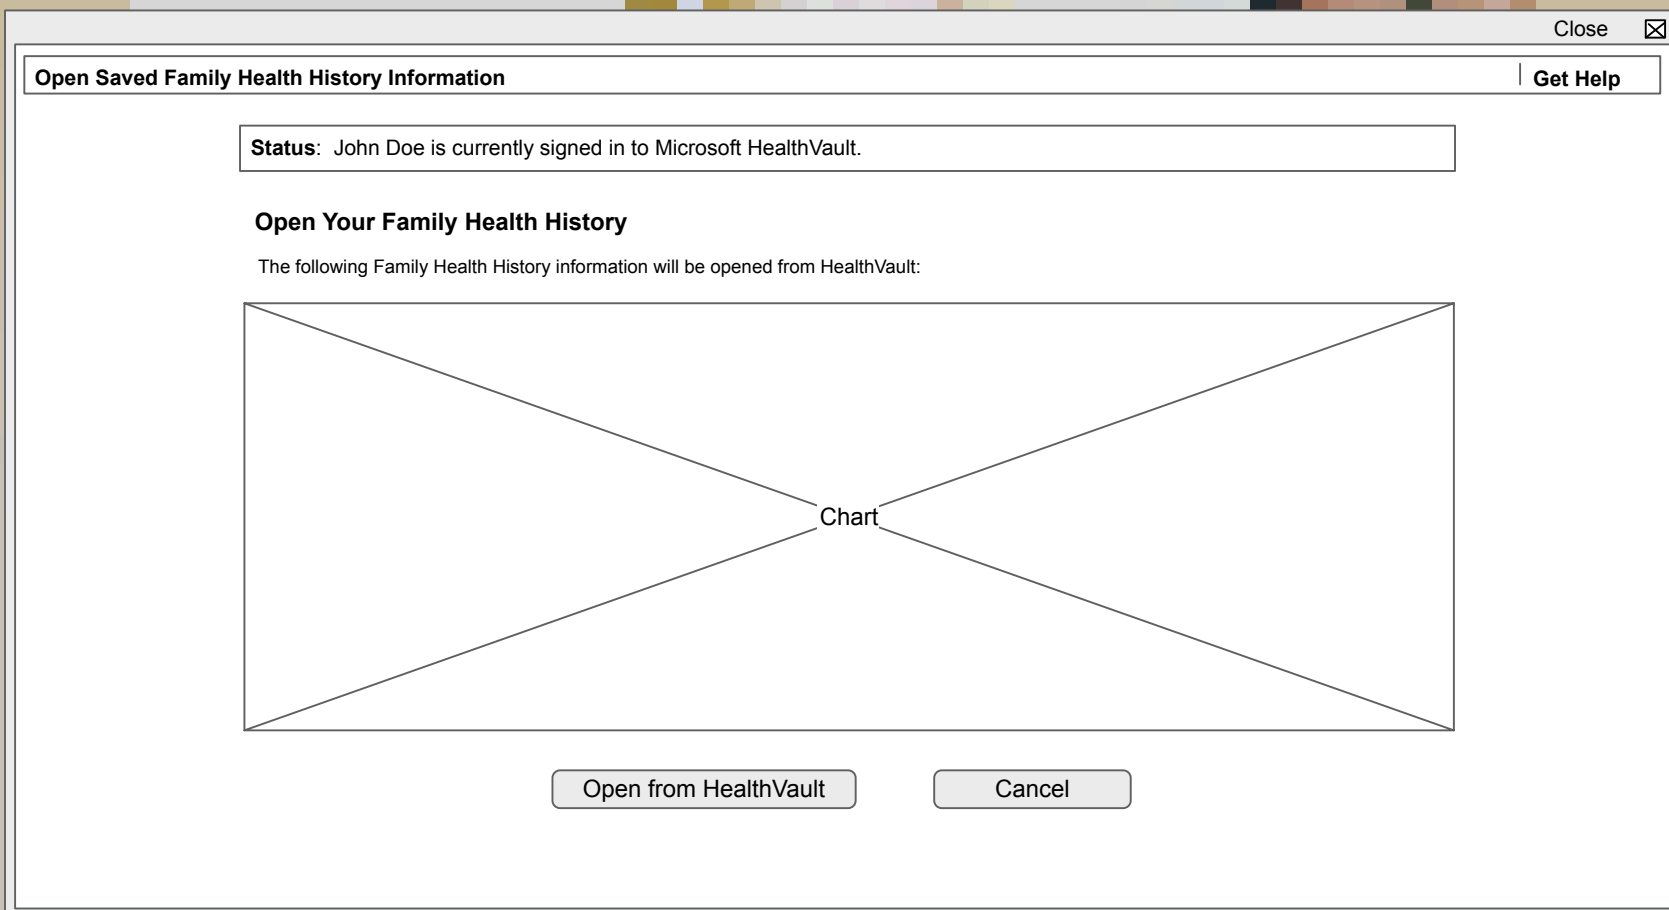 Close
Open Saved Family Health History Information
Get Help
Status: John Doe is currently signed in to Microsoft HealthVault.
Open Your Family Health History
The following Family Health History information will be opened from HealthVault:
Chart
Open from HealthVault
Cancel